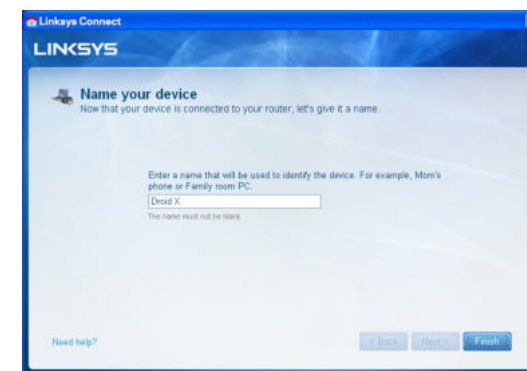 Linksys Connect
LINKSYS
Name your device
Now that your device is connected to your router, let's give it a name.
Enter a name that will be used to identify the device. For example, Mom's
phone or Family room PC.
Droid X
The name must not be blank.
Need help?
< Back Next > Finish